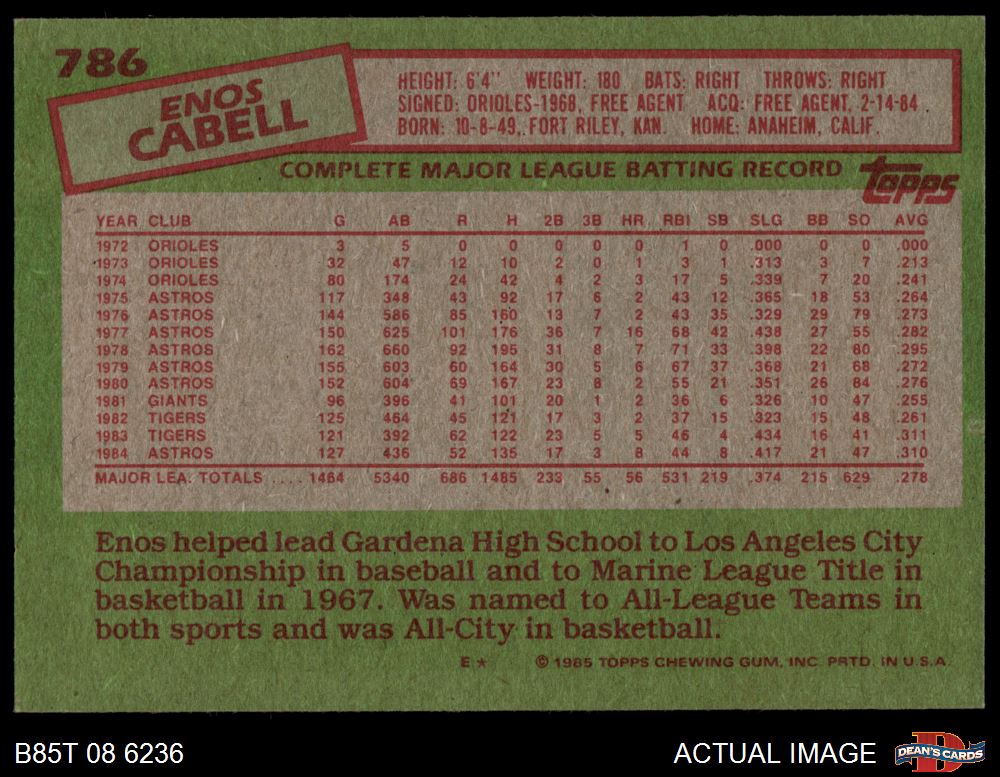 786
ENOS
CABELL
HEIGHT: 6'4" WEIGHT: 180 BATS: RIGHT THROWS: RIGHT
SIGNED: ORIOLES-1968, FREE AGENT ACQ: FREE AGENT, 2-14-84
BORN: 10-8-49, FORT RILEY, KAN. HOME: ANAHEIM, CALIF.
COMPLETE MAJOR LEAGUE BATTING RECORD topps
YEAR CLUB G AB R H 2B 3B HR RBI SB SLG BB SO AVG
1972 ORIOLES 3 5 0 0 0 0 0 1 0 .000 0 0 .000
1973 ORIOLES 32 47 12 10 2 0 1 3 1 .313 3 7 .213
1974 ORIOLES 80 174 24 42 4 2 3 17 5 .339 7 20 .241
1975 ASTROS 117 348 43 92 17 6 2 43 12 .365 18 53 .264
1976 ASTROS 144 586 85 160 13 7 2 43 35 .329 29 79 .273
1977 ASTROS 150 625 101 176 36 7 16 68 42 .438 27 55 .282
1978 ASTROS 162 660 92 195 31 8 7 71 33 .398 22 80 .295
1979 ASTROS 155 603 60 164 30 5 6 67 37 .368 21 68 .272
1980 ASTROS 152 604 69 167 23 8 2 55 21 .351 26 84 .276
1981 GIANTS 96 396 41 101 20 1 2 36 6 .326 10 47 .255
1982 TIGERS 125 464 45 121 17 3 2 37 15 .323 15 48 .261
1983 TIGERS 121 392 62 122 23 5 5 46 4 .434 16 41 .311
1984 ASTROS 127 436 52 135 17 3 8 44 8 .417 21 47 .310
MAJOR LEA. TOTALS .... 1464 5340 686 1485 233 55 56 531 219 .374 215 629 .278
Enos helped lead Gardena High School to Los Angeles City
Championship in baseball and to Marine League Title in
basketball in 1967. Was named to All-League Teams in
both sports and was All-City in basketball.
E★ © 1985 TOPPS CHEWING GUM, INC. PRTD. IN U.S.A.
B85T 08 6236 ACTUAL IMAGE DEAN'S CARDS